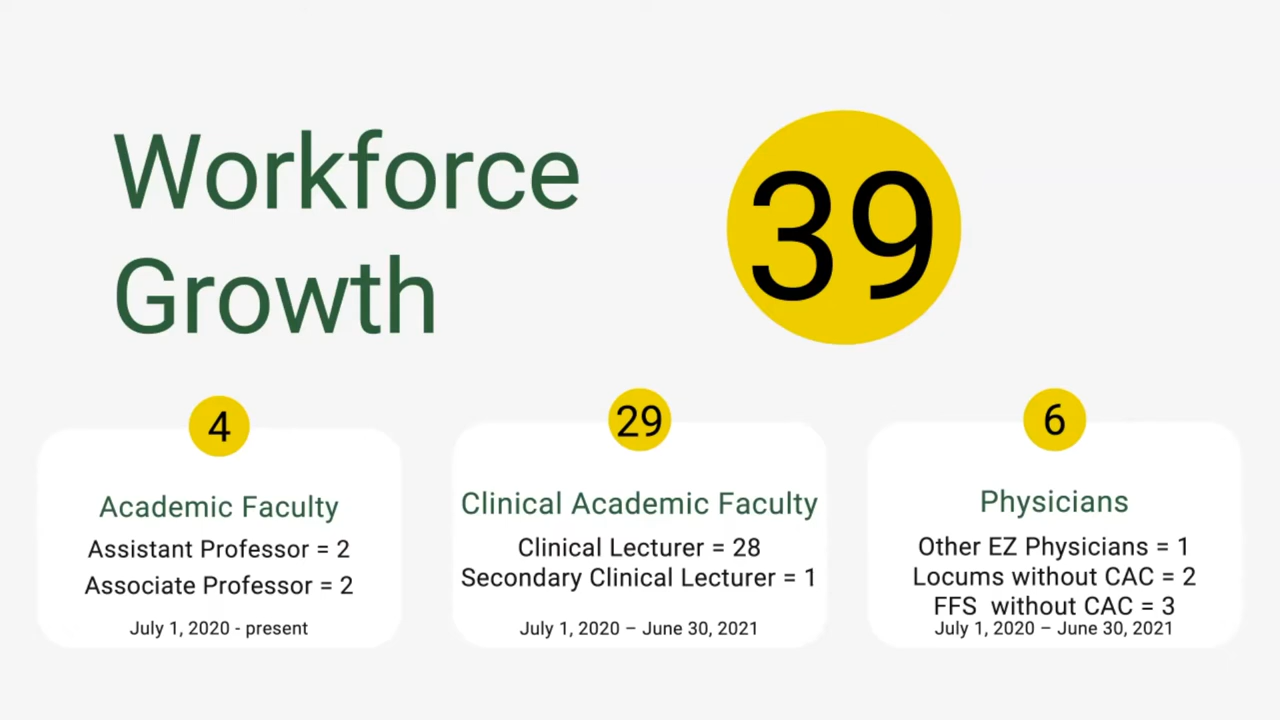 Workforce
Growth
39
4
Academic Faculty
Assistant Professor = 2
Associate Professor = 2
July 1, 2020 - present
29
Clinical Academic Faculty
Clinical Lecturer = 28
Secondary Clinical Lecturer = 1
July 1, 2020 – June 30, 2021
6
Physicians
Other EZ Physicians = 1
Locums without CAC = 2
FFS  without CAC = 3
July 1, 2020 – June 30, 2021